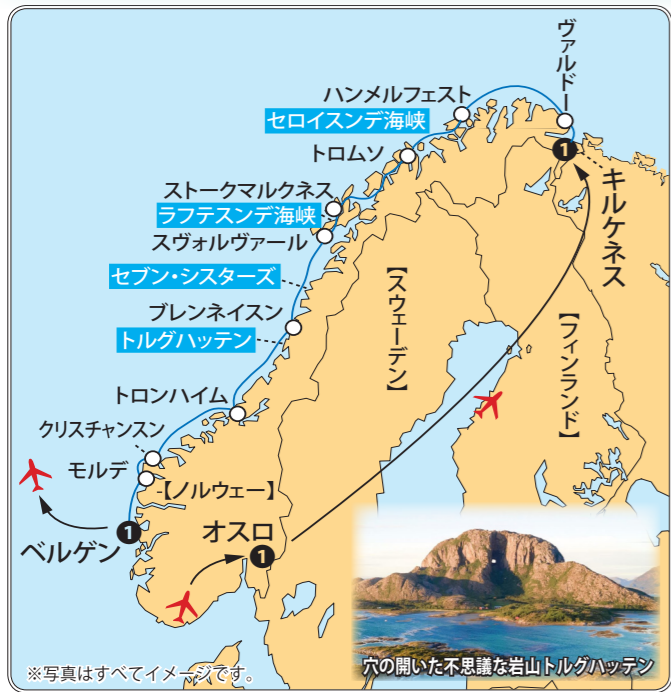 ヴァルドー
ハンメルフェスト
セロイスンデ海峡
トロムソ
1
キルケネス
ストークマルクネス
ラフテスンデ海峡
スヴォルヴァール
セブン・シスターズ
【スウェーデン】
【フィンランド】
ブレンネイスン
トルグハッテン
トロンハイム
クリスチャンスン
モルデ
【ノルウェー】
1
ベルゲン
オスロ
1
穴の開いた不思議な岩山トルグハッテン
※写真はすべてイメージです。